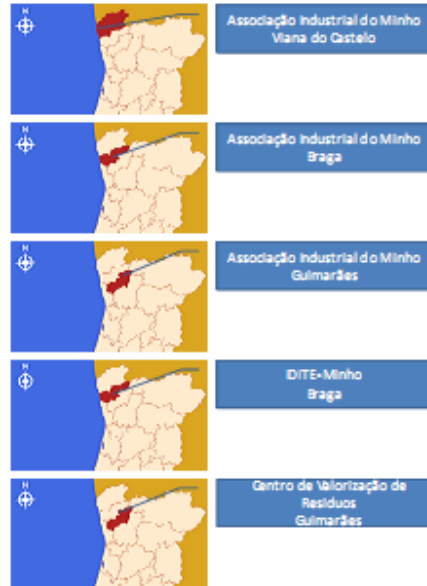 N
Associação Industrial do Minho
Viana do Castelo
N
Associação Industrial do Minho
Braga
N
Associação Industrial do Minho
Guimarães
N
IDITE-Minho
Braga
N
Centro de Valorização de
Resíduos
Guimarães